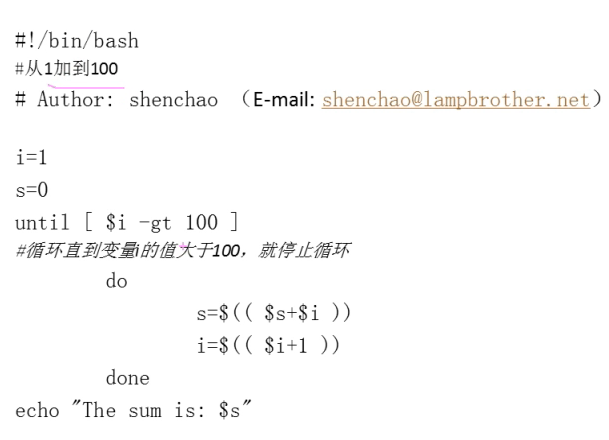 #!/bin/bash
#从1加到100
# Author: shenchao （E-mail: shenchao@lampbrother.net）
i=1
s=0
until [ $i -gt 100 ]
#循环直到变量i的值大于100，就停止循环
do
s=$(( $s+$i ))
i=$(( $i+1 ))
done
echo "The sum is: $s"